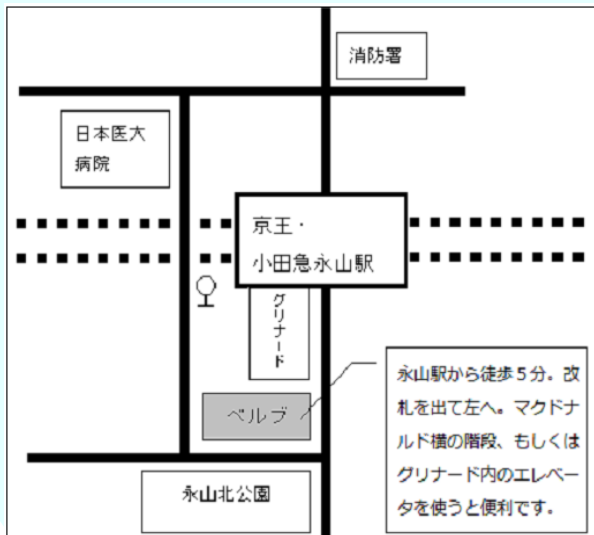 消防署
日本医大
病院
京王・
小田急永山駅
グリナード
ベルブ
永山駅から徒歩５分。改
札を出て左へ。マクドナ
ルド横の階段、もしくは
グリナード内のエレベー
タを使うと便利です。
永山北公園